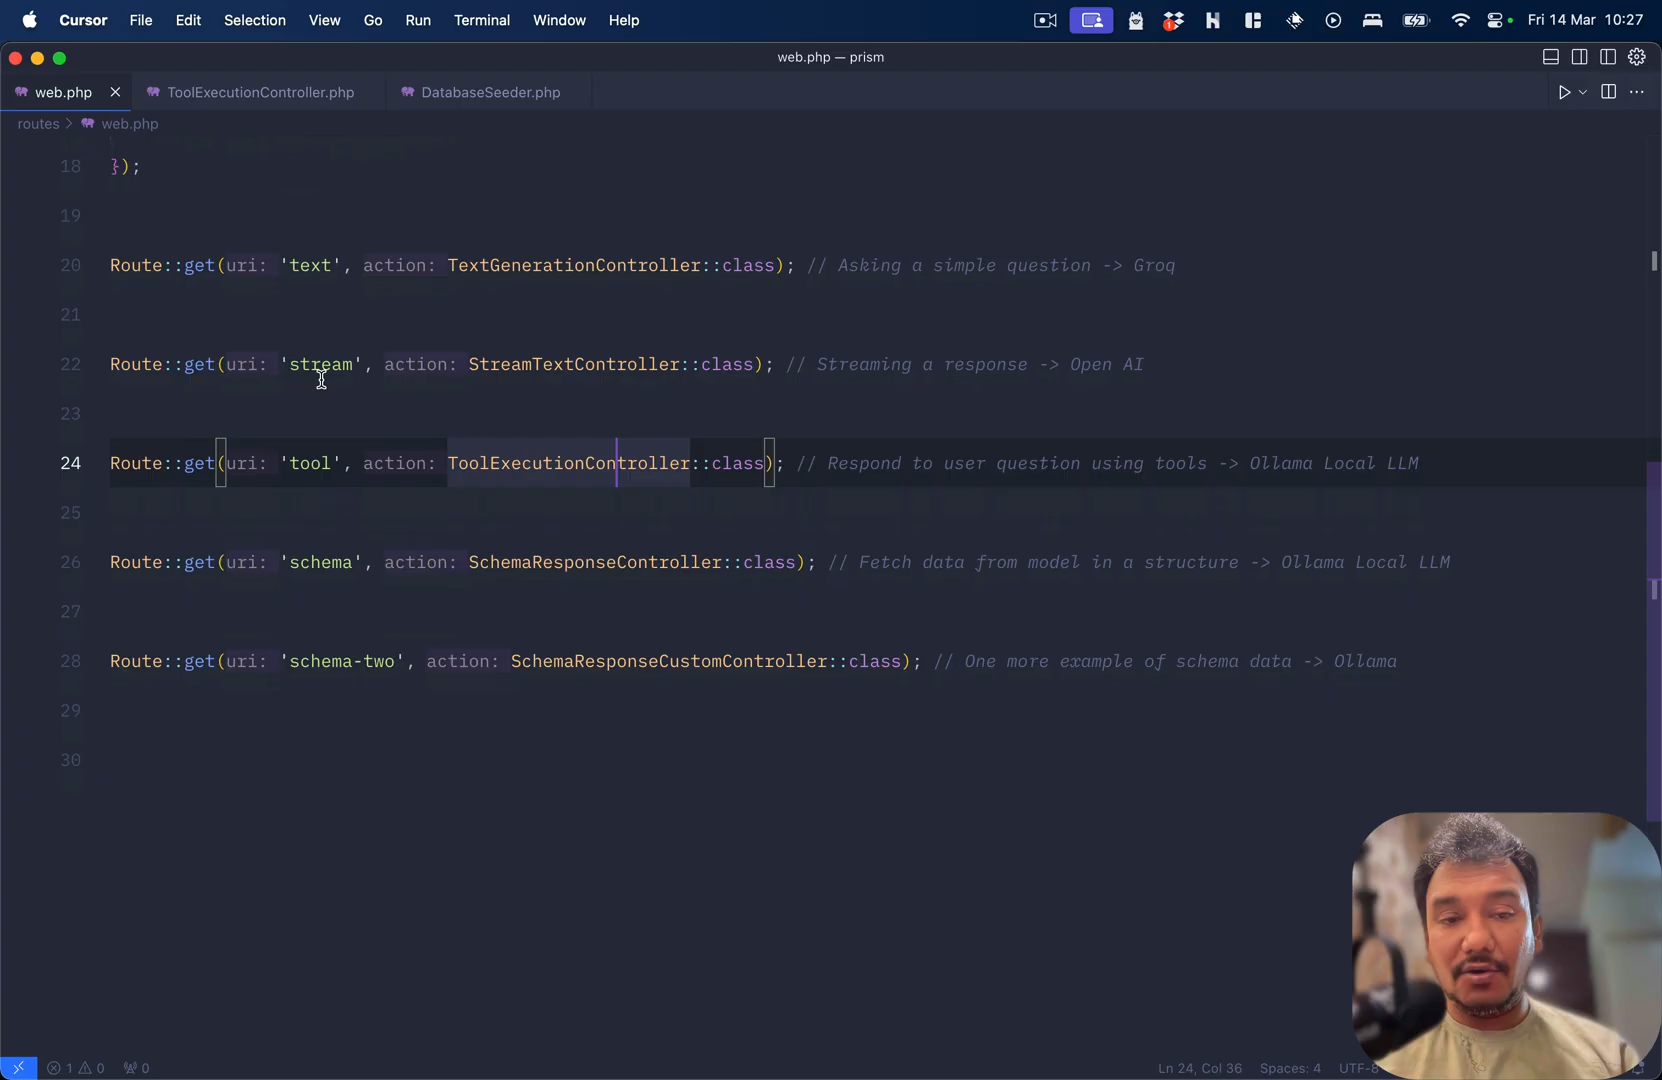 Cursor File Edit Selection View Go Run Terminal Window Help 1 Fri 14 Mar 10:27
web.php — prism
web.php ToolExecutionController.php DatabaseSeeder.php
routes > web.php
18 });
19
20 Route::get(uri: 'text', action: TextGenerationController::class); // Asking a simple question -> Groq
21
22 Route::get(uri: 'stream', action: StreamTextController::class); // Streaming a response -> Open AI
23
24 Route::get(uri: 'tool', action: ToolExecutionController::class); // Respond to user question using tools -> Ollama Local LLM
25
26 Route::get(uri: 'schema', action: SchemaResponseController::class); // Fetch data from model in a structure -> Ollama Local LLM
27
28 Route::get(uri: 'schema-two', action: SchemaResponseCustomController::class); // One more example of schema data -> Ollama
29
30
1 0 0 Ln 24, Col 36 Spaces: 4 UTF-8